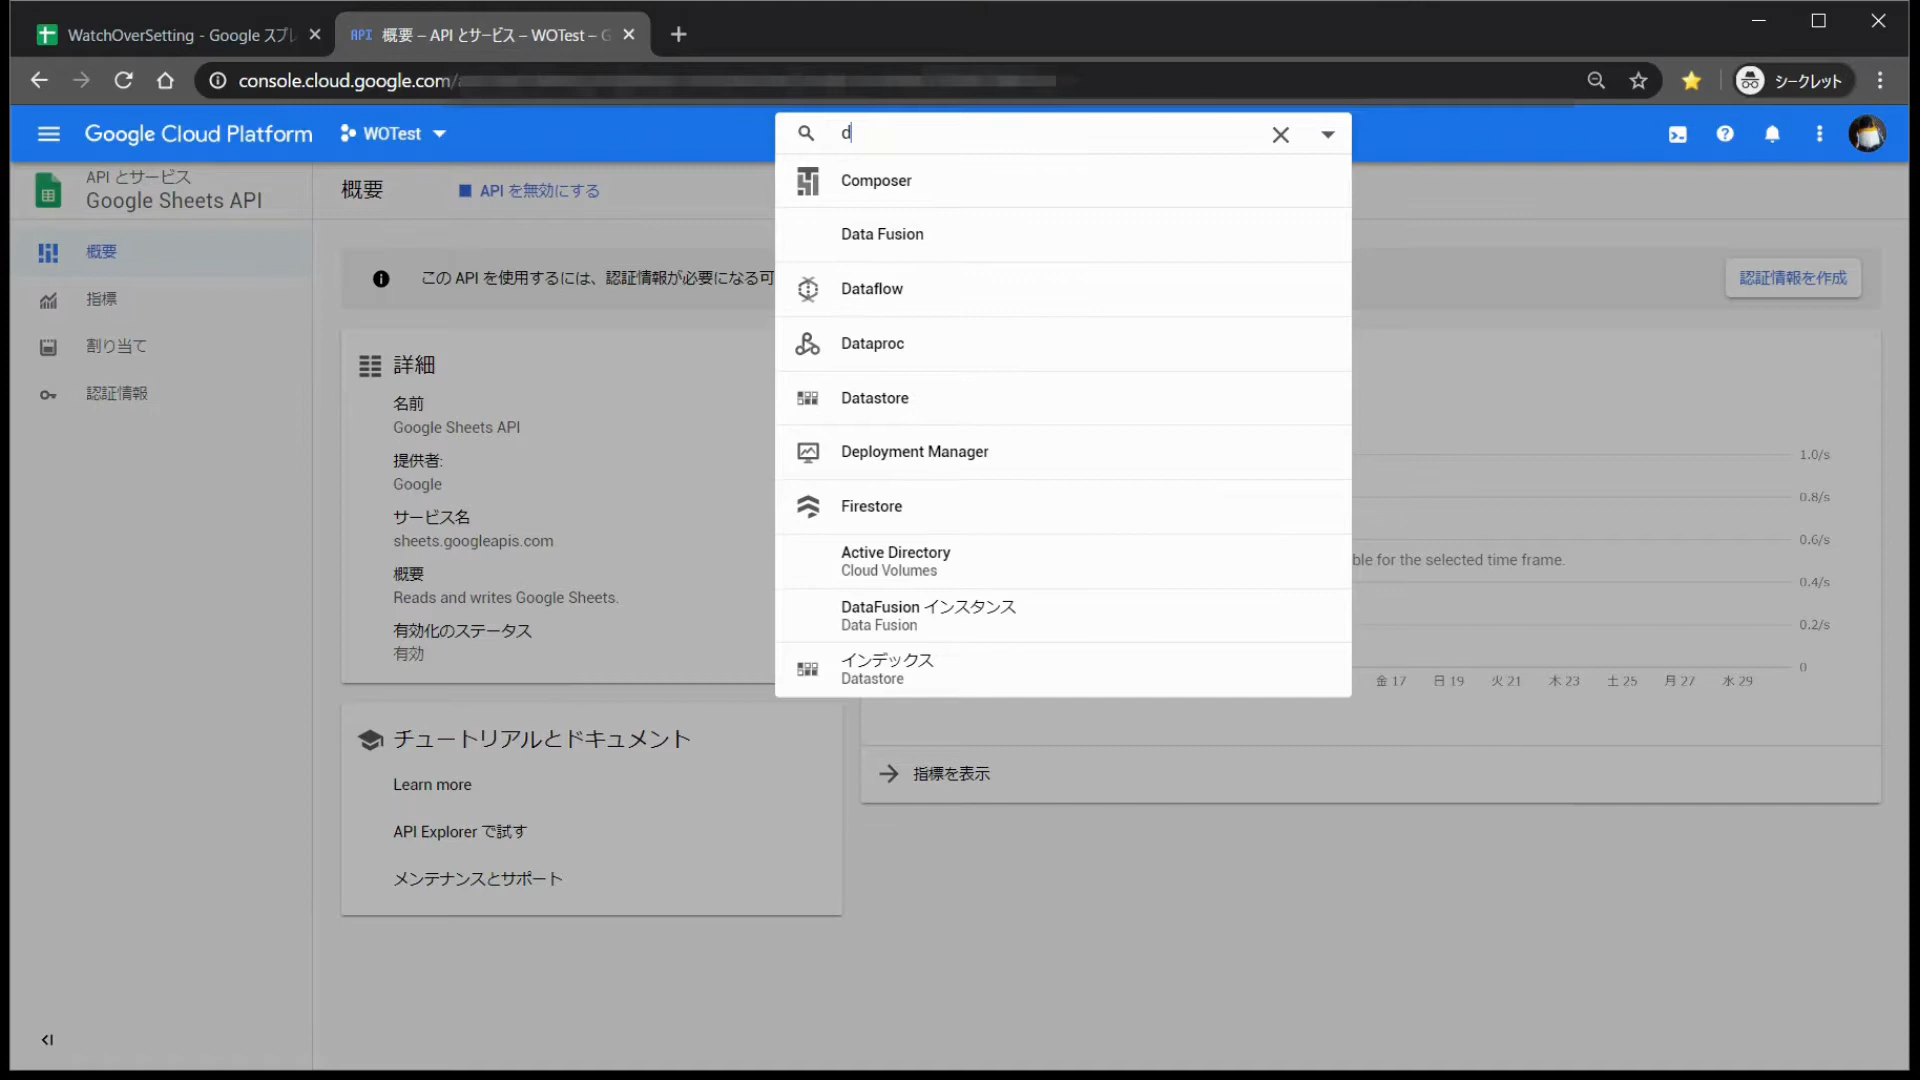 WatchOverSetting - Google スプレ
API 概要 – API とサービス – WOTest – G
console.cloud.google.com/
シークレット
Google Cloud Platform
WOTest
d
API とサービス
Google Sheets API
概要
API を無効にする
概要
指標
割り当て
認証情報
この API を使用するには、認証情報が必要になる可
認証情報を作成
Composer
Data Fusion
Dataflow
Dataproc
Datastore
Deployment Manager
Firestore
Active Directory
Cloud Volumes
DataFusion インスタンス
Data Fusion
インデックス
Datastore
詳細
名前
Google Sheets API
提供者:
Google
サービス名
sheets.googleapis.com
概要
Reads and writes Google Sheets.
有効化のステータス
有効
1.0/s
0.8/s
0.6/s
ble for the selected time frame.
0.4/s
0.2/s
0
金 17 日 19 火 21 木 23 土 25 月 27 水 29
チュートリアルとドキュメント
Learn more
API Explorer で試す
メンテナンスとサポート
指標を表示